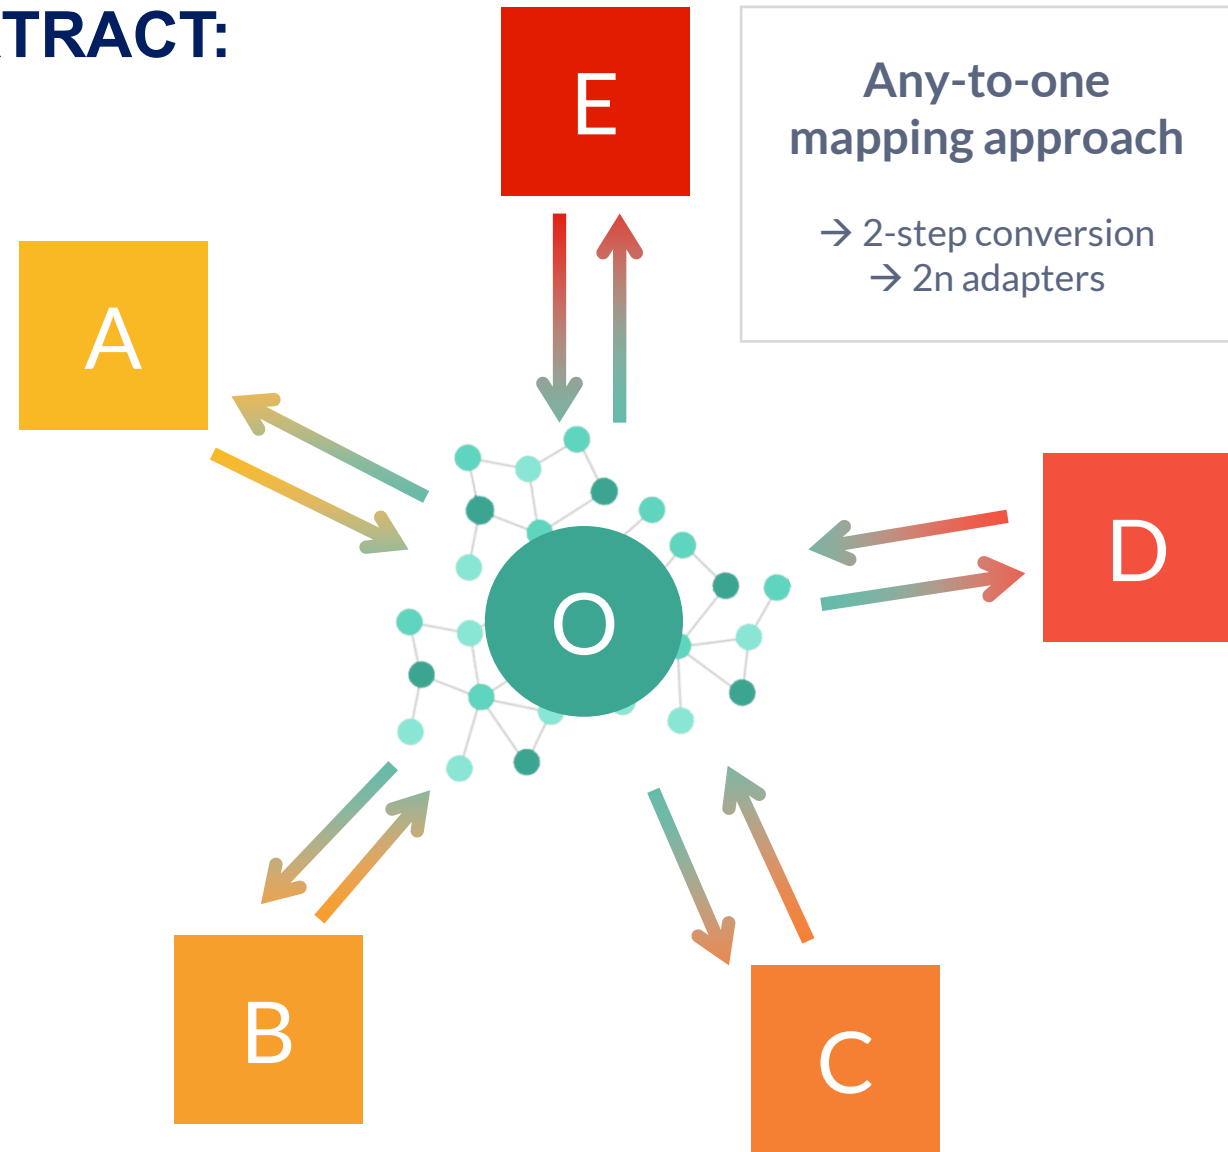 TRACT:
E
Any-to-one
mapping approach
→ 2-step conversion
→ 2n adapters
A
D
O
B
C